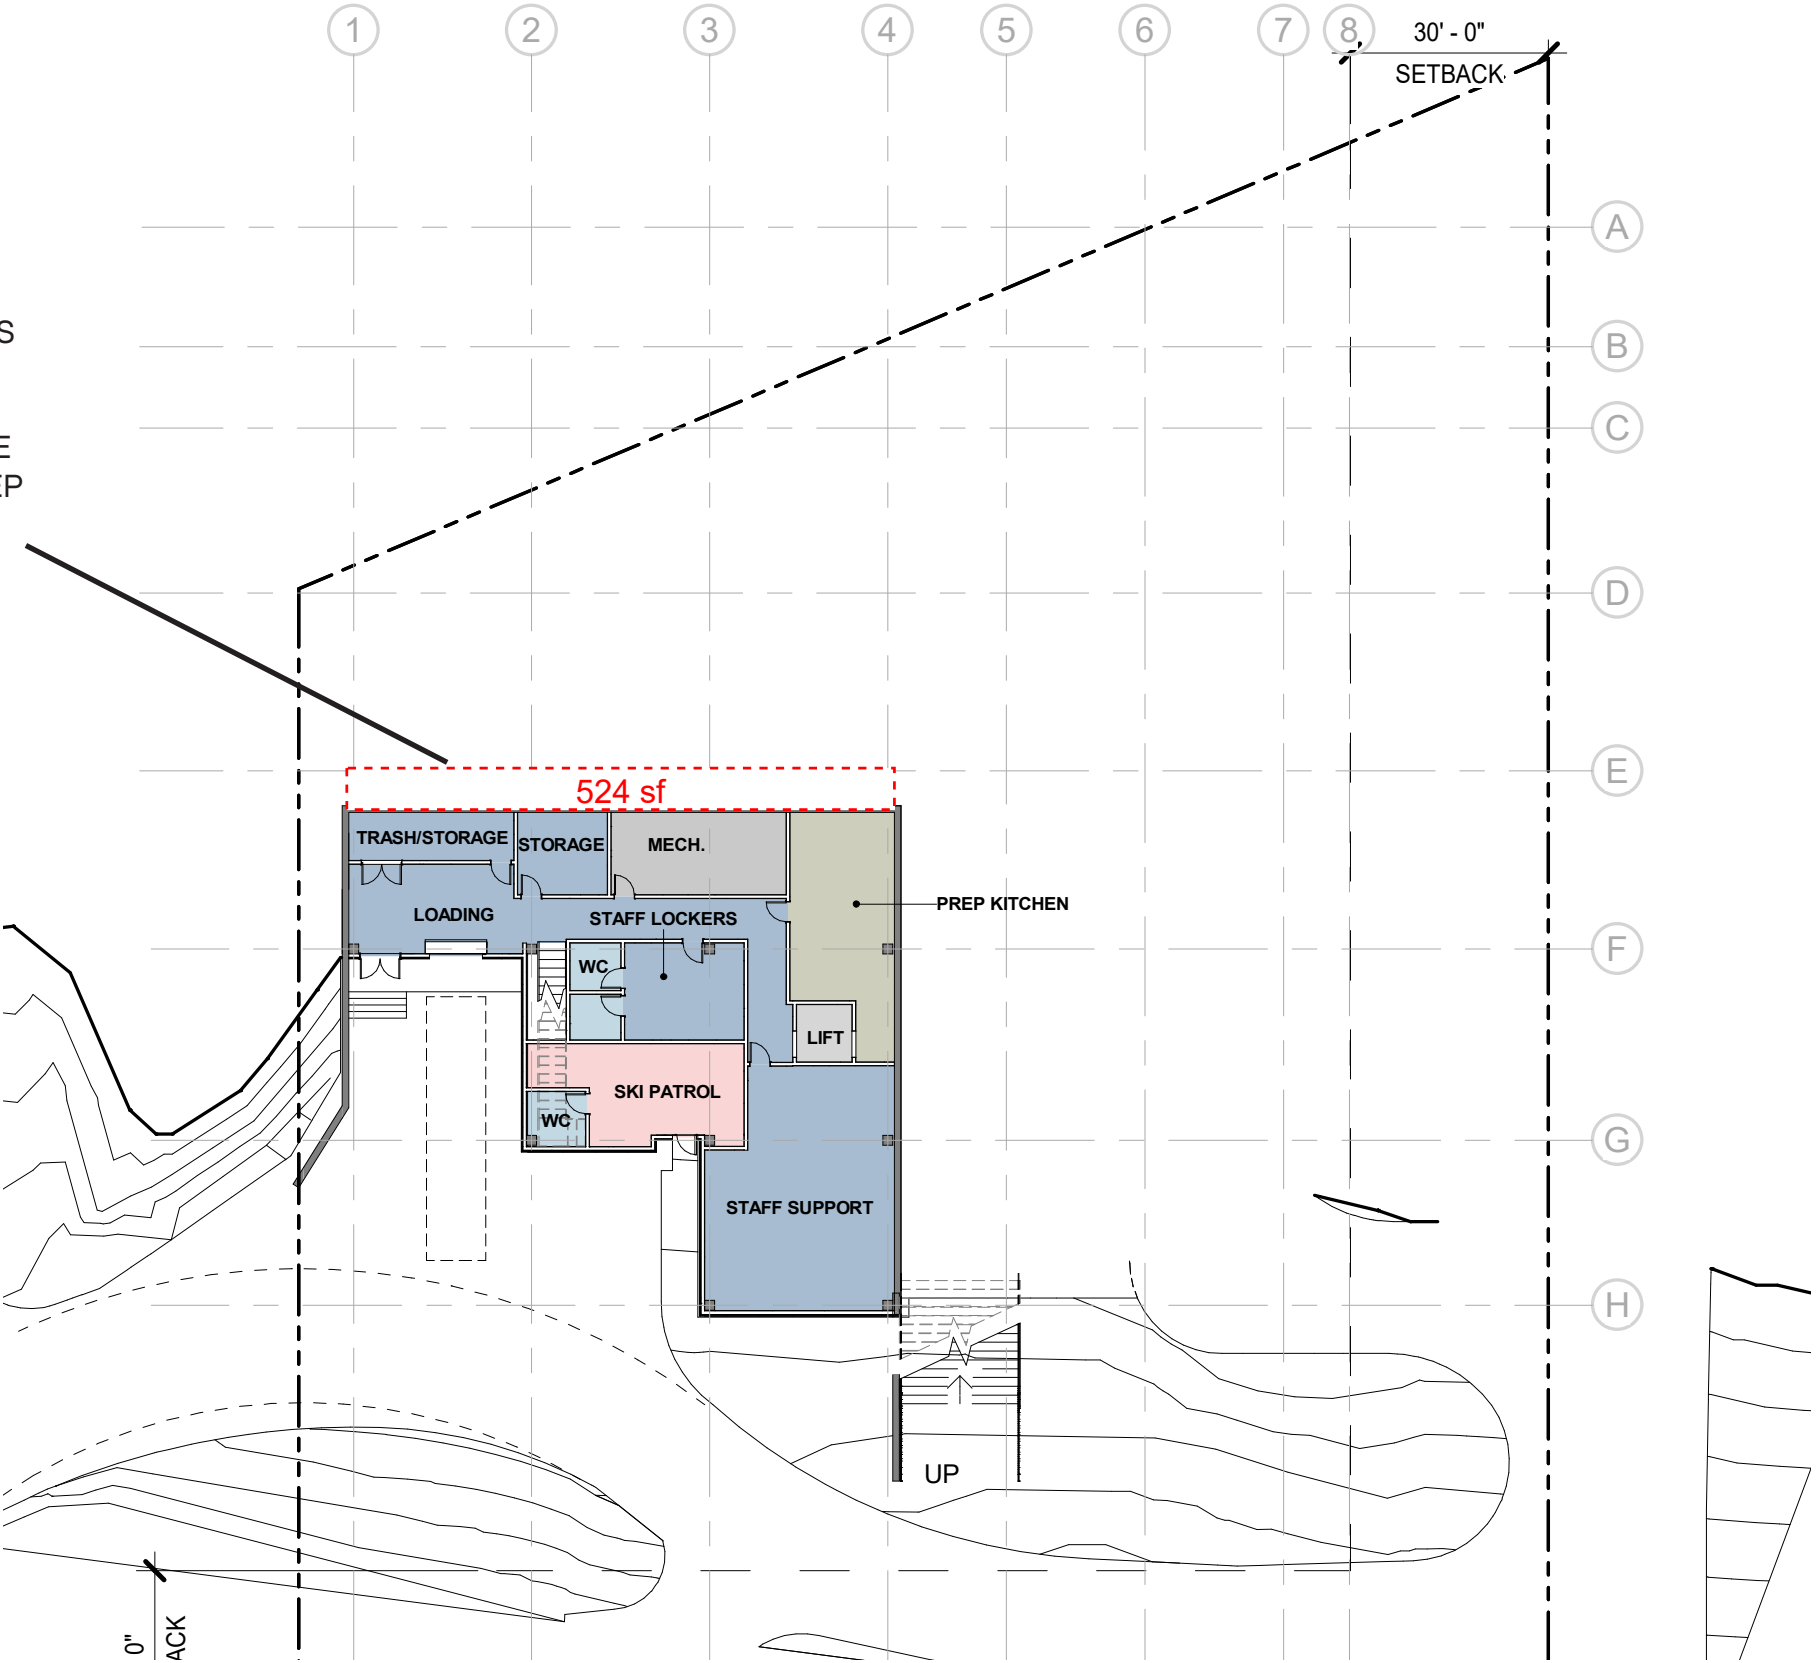 1 2 3 4 5 6 7 8
30' - 0"
SETBACK
A
B
C
D
E
F
G
H
S
E
EP
524 sf
TRASH/STORAGE
STORAGE
MECH.
LOADING
STAFF LOCKERS
PREP KITCHEN
WC
LIFT
SKI PATROL
WC
STAFF SUPPORT
UP
0"
ACK